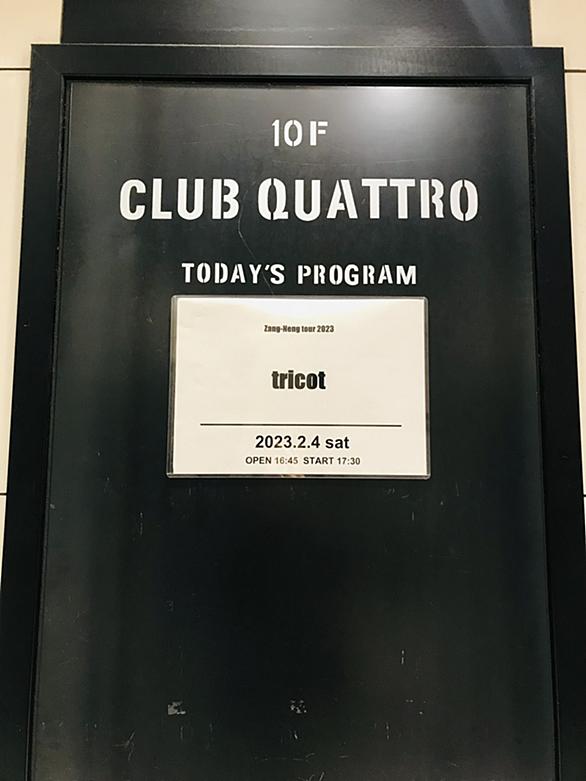 10F
CLUB QUATTRO
TODAY'S PROGRAM
Zang-Neng tour 2023
tricot
2023.2.4 sat
OPEN 16:45 START 17:30